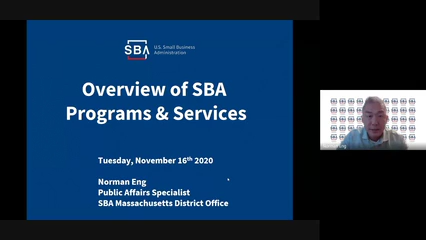 SBA
U.S. Small Business
Administration
Overview of SBA
Programs & Services
Tuesday, November 16th 2020
Norman Eng
Public Affairs Specialist
SBA Massachusetts District Office